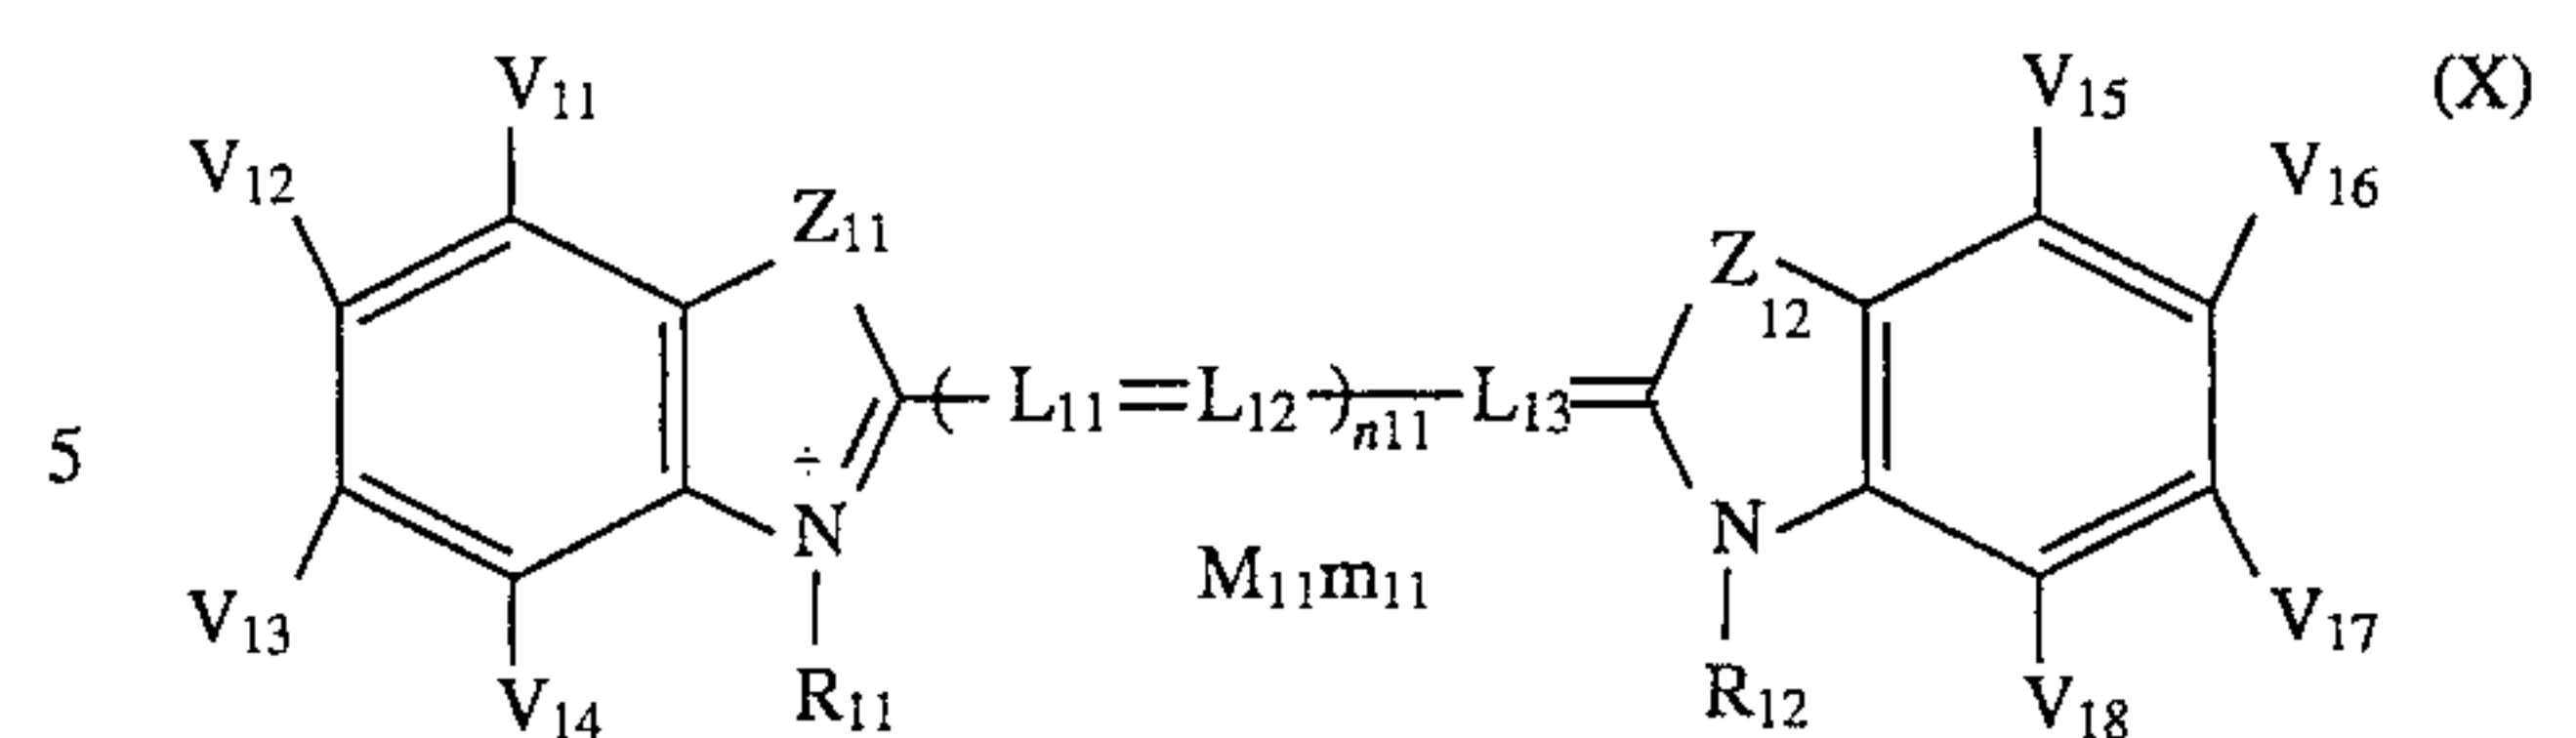 V11 V15 (X)
V12 Z11 Z12 V16
5 ( L11=L12 )n11 L13
N+ M11m11 N
V13 R11 R12 V17
V14 V18